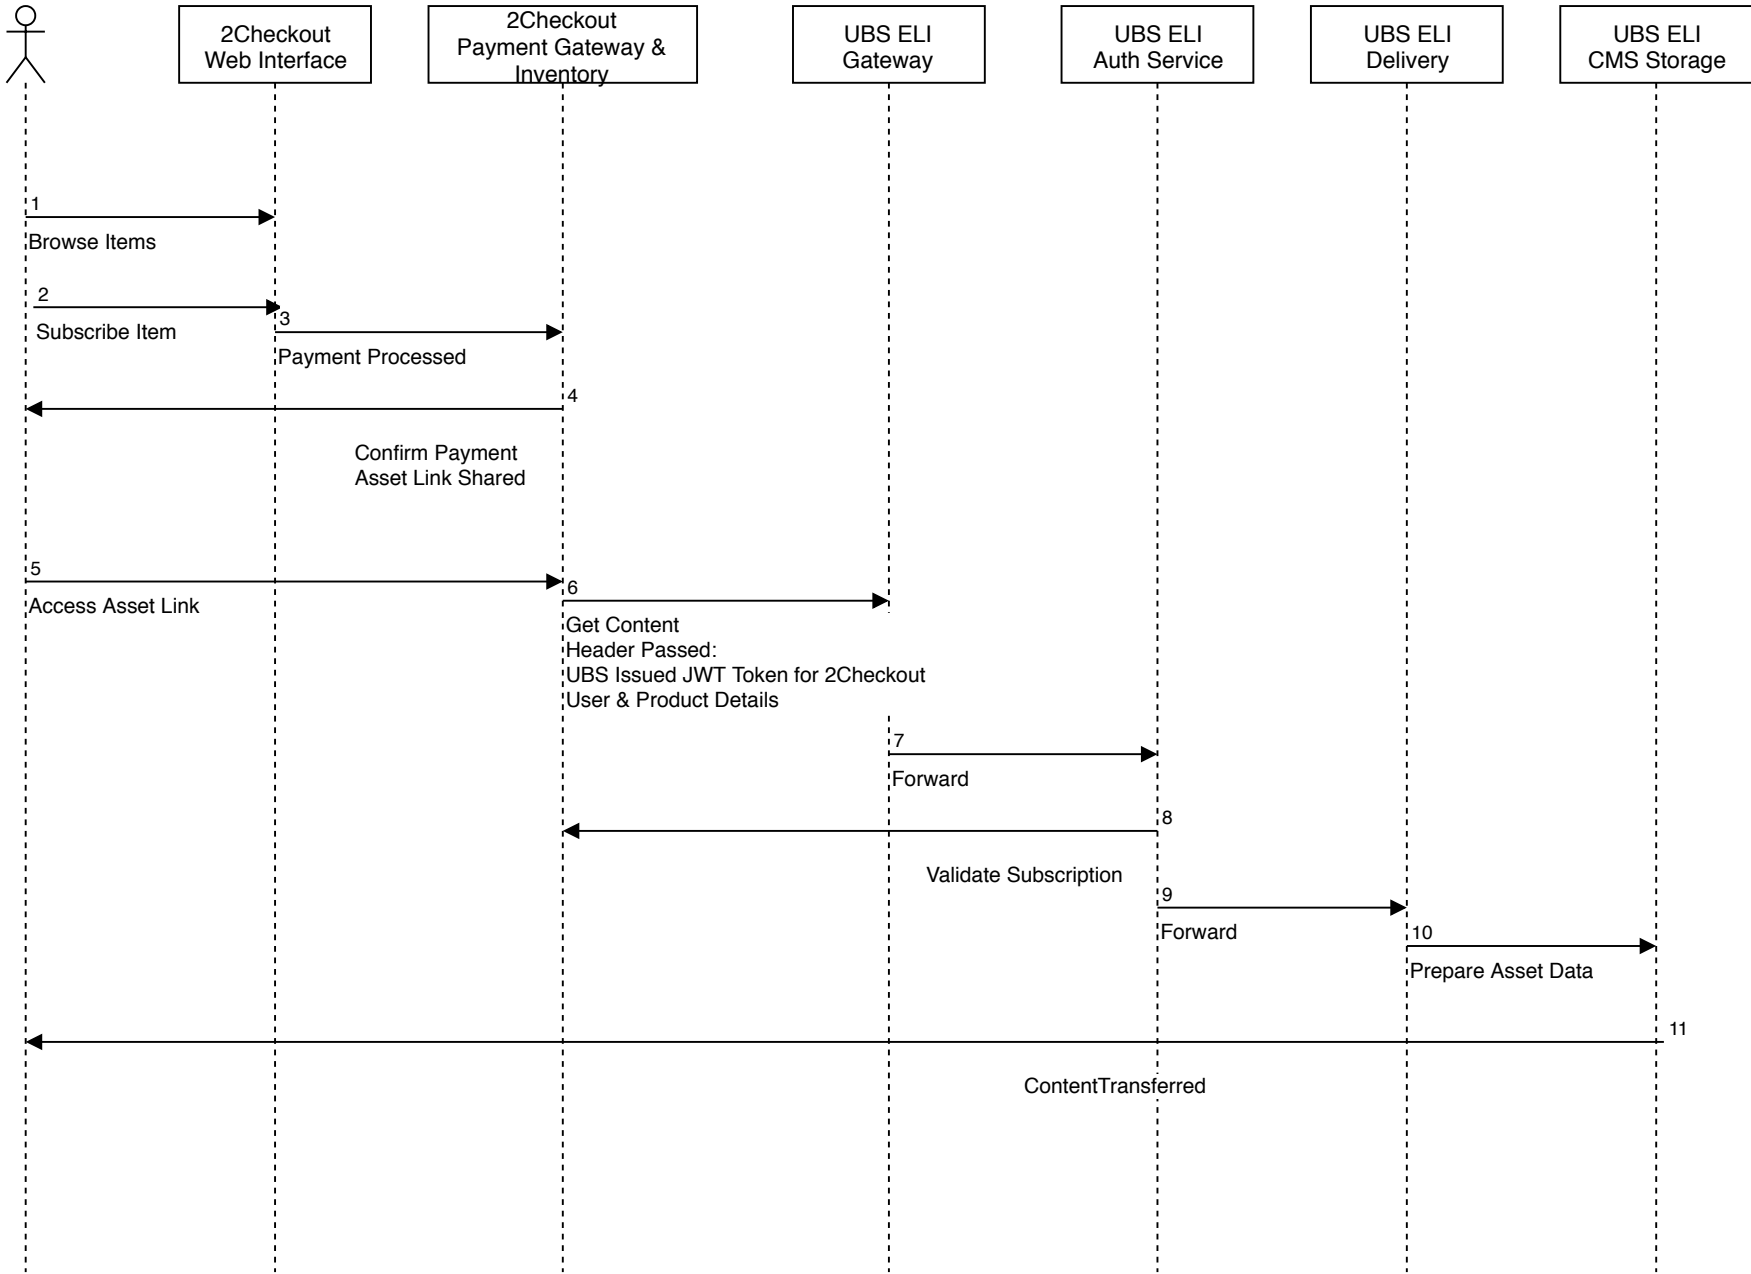 2Checkout
Web Interface
2Checkout
Payment Gateway &
Inventory
UBS ELI
Gateway
UBS ELI
Auth Service
UBS ELI
Delivery
UBS ELI
CMS Storage
1
Browse Items
2
Subscribe Item
3
Payment Processed
4
Confirm Payment
Asset Link Shared
5
Access Asset Link
6
Get Content
Header Passed:
UBS Issued JWT Token for 2Checkout
User & Product Details
7
Forward
8
Validate Subscription
9
Forward
10
Prepare Asset Data
11
ContentTransferred